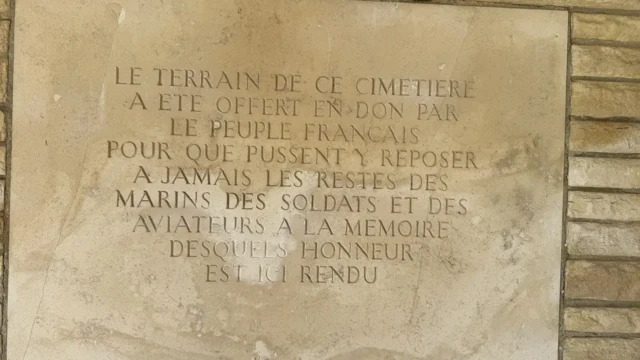 LE TERRAIN DE CE CIMETIERE
A ETE OFFERT EN DON PAR
LE PEUPLE FRANCAIS
POUR QUE PUSSENT Y REPOSER
A JAMAIS LES RESTES DES
MARINS DES SOLDATS ET DES
AVIATEURS A LA MEMOIRE
DESQUELS HONNEUR
EST ICI RENDU